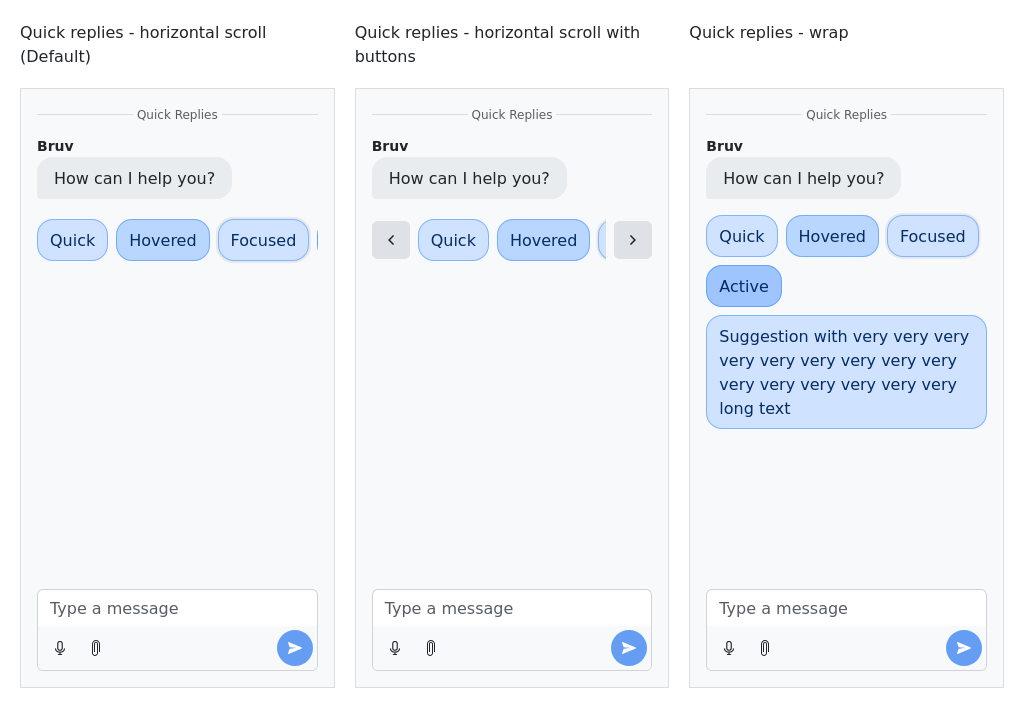 Quick replies - horizontal scroll
(Default)
Quick Replies
Bruv
How can I help you?
Quick
Hovered
Focused
Type a message
Quick replies - horizontal scroll with
buttons
Quick Replies
Bruv
How can I help you?
Quick
Hovered
Type a message
Quick replies - wrap
Quick Replies
Bruv
How can I help you?
Quick
Hovered
Focused
Active
Suggestion with very very very
very very very very very very
very very very very very very
long text
Type a message